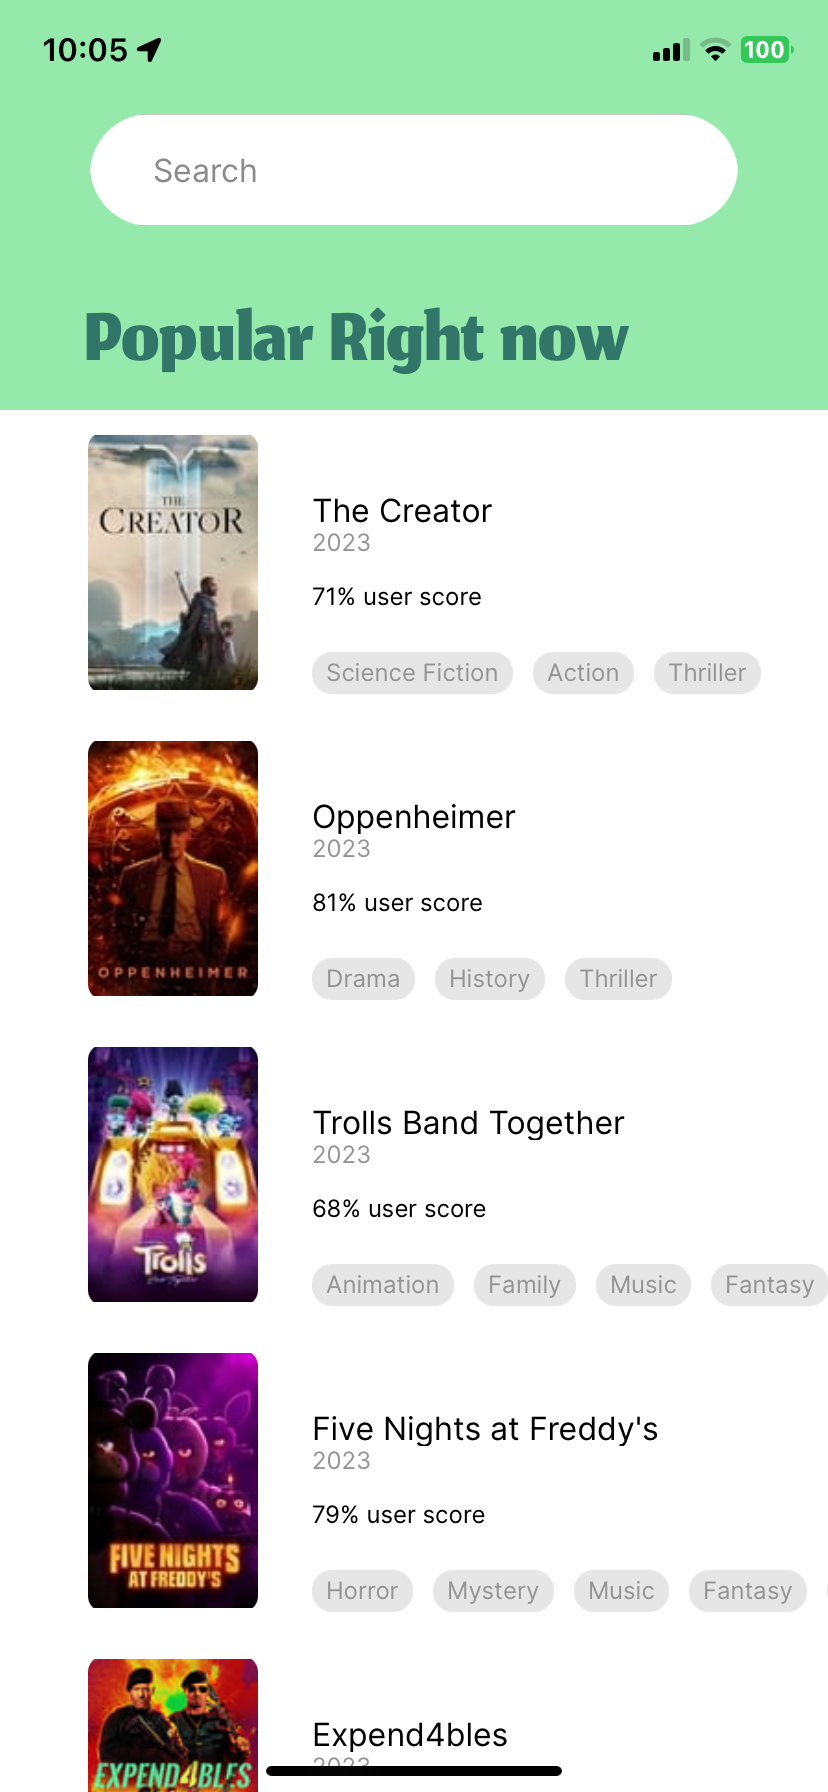 10:05
100
Search
Popular Right now
THE
CREATOR
The Creator
2023
71% user score
Science Fiction Action Thriller
OPPENHEIMER
Oppenheimer
2023
81% user score
Drama History Thriller
Trolls
Trolls Band Together
2023
68% user score
Animation Family Music Fantasy
FIVE NIGHTS
AT FREDDY'S
Five Nights at Freddy's
2023
79% user score
Horror Mystery Music Fantasy
EXPEND4BLES
Expend4bles
2023